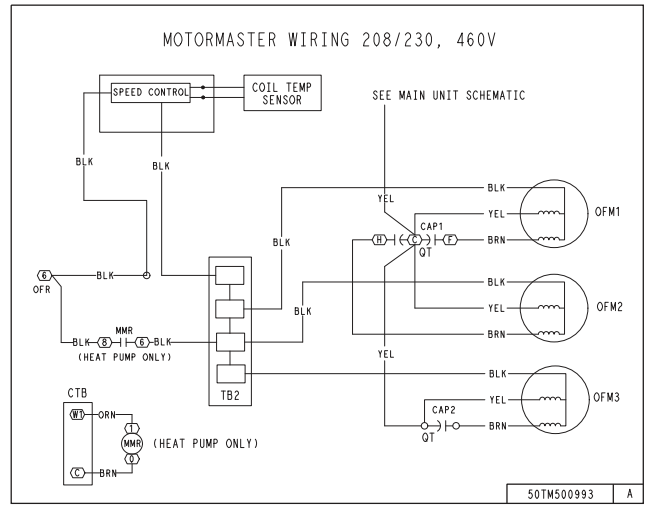 MOTORMASTER WIRING 208/230, 460V
SPEED CONTROL
COIL TEMP
SENSOR
SEE MAIN UNIT SCHEMATIC
BLK
BLK
YEL
BLK
YEL
BRN
OFM1
CAP1
H
C
F
QT
BLK
6
OFR
BLK
BLK
BLK
YEL
BRN
OFM2
MMR
BLK
8
6
BLK
(HEAT PUMP ONLY)
YEL
TB2
BLK
YEL
BRN
OFM3
CAP2
QT
CTB
W1
ORN
1
MMR
(HEAT PUMP ONLY)
0
C
BRN
50TM500993
A